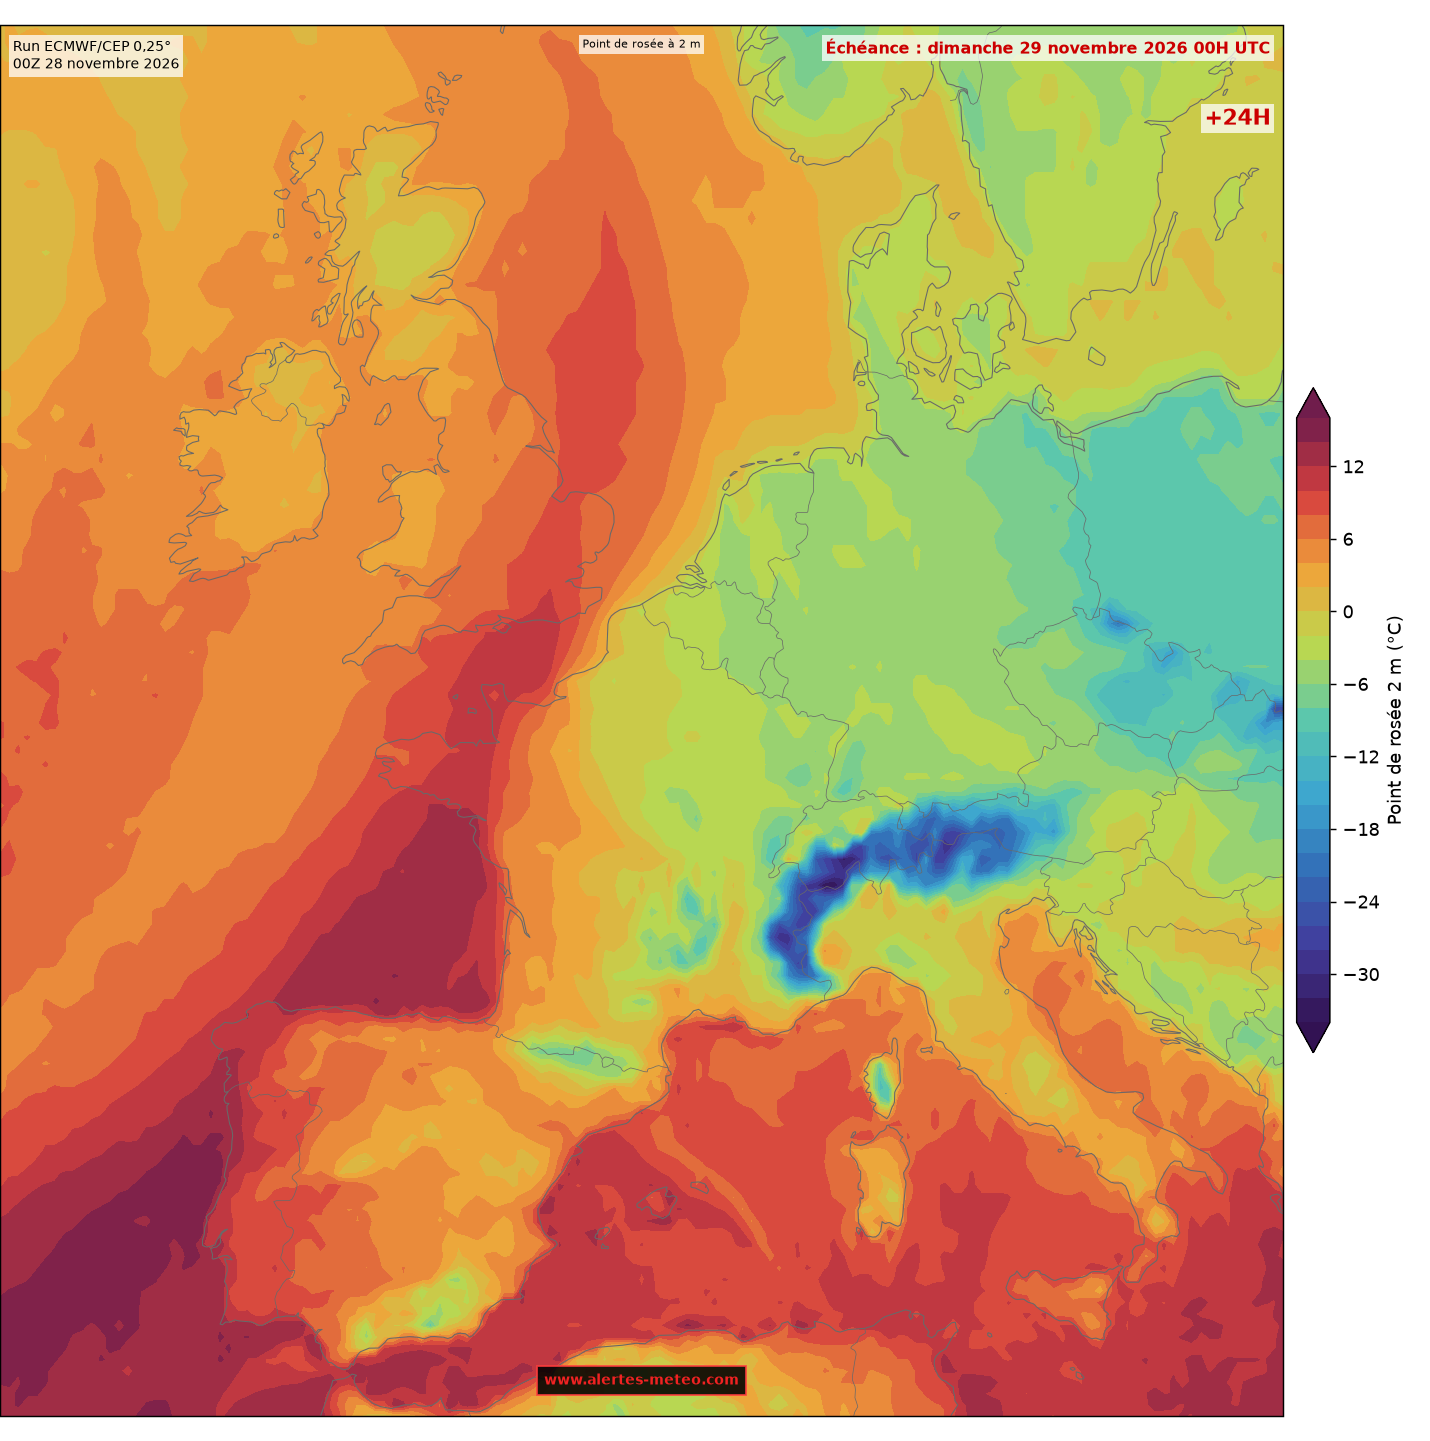 Run ECMWF/CEP 0,25°
00Z 28 novembre 2026
Point de rosée à 2 m
Échéance : dimanche 29 novembre 2026 00H UTC
+24H
12
6
0
−6
−12
−18
−24
−30
Point de rosée 2 m (°C)
www.alertes-meteo.com